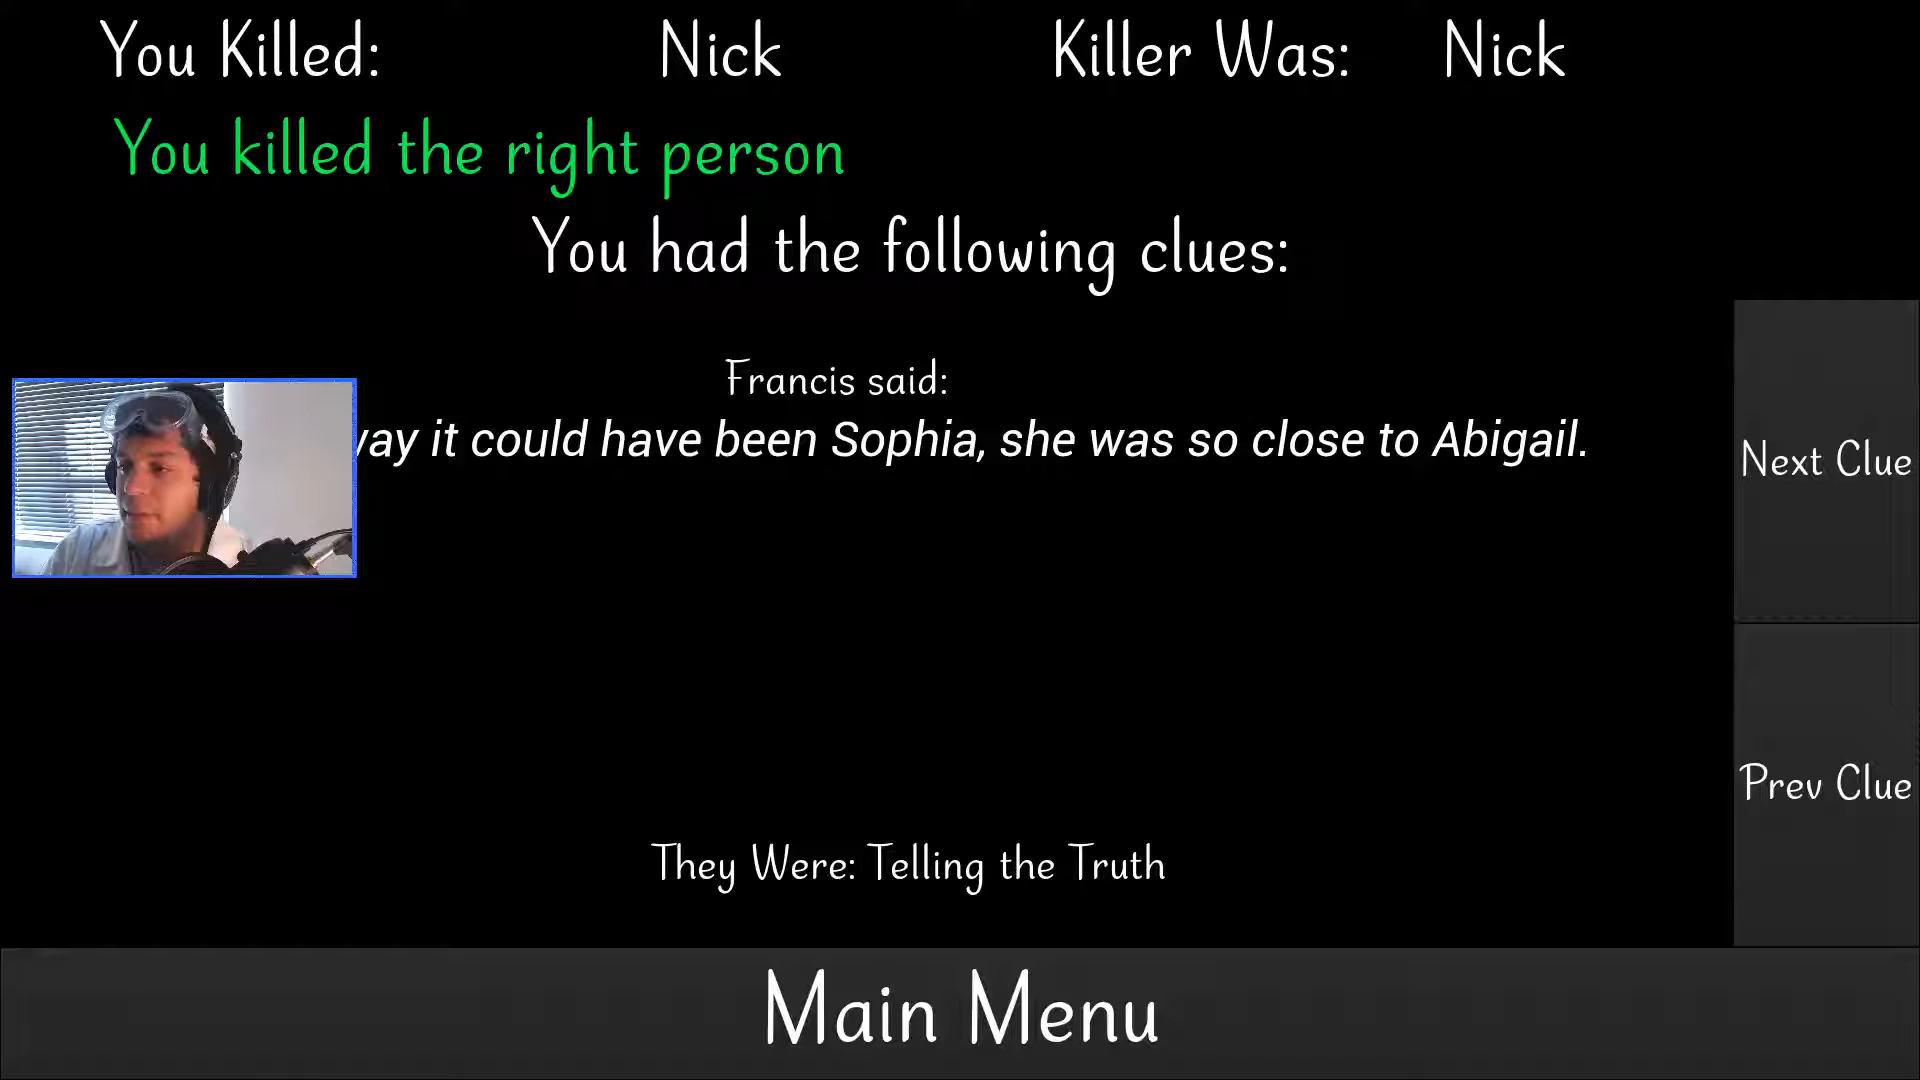 You Killed: Nick Killer Was: Nick
You killed the right person
You had the following clues:
Francis said:
it could have been Sophia, she was so close to Abigail.
Next Clue
Prev Clue
They Were: Telling the Truth
Main Menu